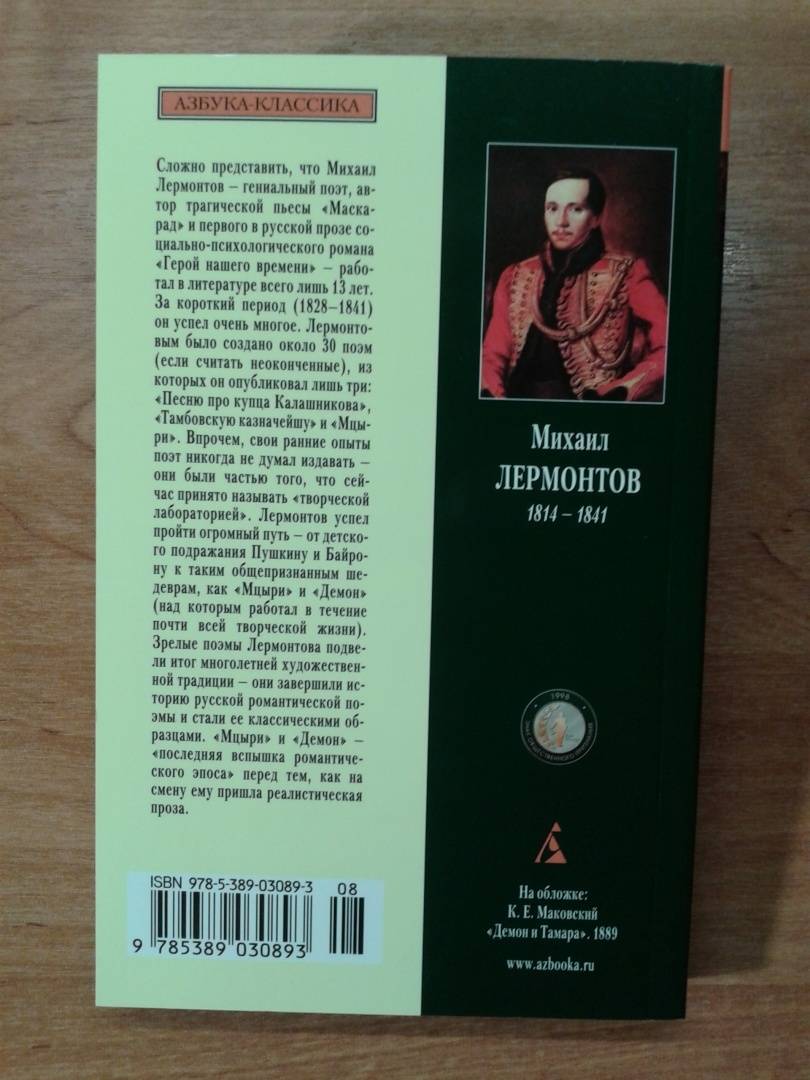 АЗБУКА-КЛАССИКА
Сложно представить, что Михаил
Лермонтов – гениальный поэт, ав-
тор трагической пьесы «Маска-
рад» и первого в русской прозе со-
циально-психологического романа
«Герой нашего времени» – рабо-
тал в литературе всего лишь 13 лет.
За короткий период (1828–1841)
он успел очень многое. Лермонто-
вым было создано около 30 поэм
(если считать неоконченные), из
которых он опубликовал лишь три:
«Песню про купца Калашникова»,
«Тамбовскую казначейшу» и «Мцы-
ри». Впрочем, свои ранние опыты
поэт никогда не думал издавать –
они были частью того, что сей-
час принято называть «творческой
лабораторией». Лермонтов успел
пройти огромный путь – от детско-
го подражания Пушкину и Байро-
ну к таким общепризнанным ше-
деврам, как «Мцыри» и «Демон»
(над которым работал в течение
почти всей творческой жизни).
Зрелые поэмы Лермонтова подве-
ли итог многолетней художествен-
ной традиции – они завершили ис-
торию русской романтической по-
эмы и стали ее классическими об-
разцами. «Мцыри» и «Демон» –
«последняя вспышка романтиче-
ского эпоса» перед тем, как на
смену ему пришла реалистическая
проза.
ISBN 978-5-389-03089-3
08
9 785389 030893
Михаил
ЛЕРМОНТОВ
1814 – 1841
1998
ЗНАК ОБЩЕСТВЕННОГО ПРИЗНАНИЯ
На обложке:
К. Е. Маковский
«Демон и Тамара». 1889
www.azbooka.ru